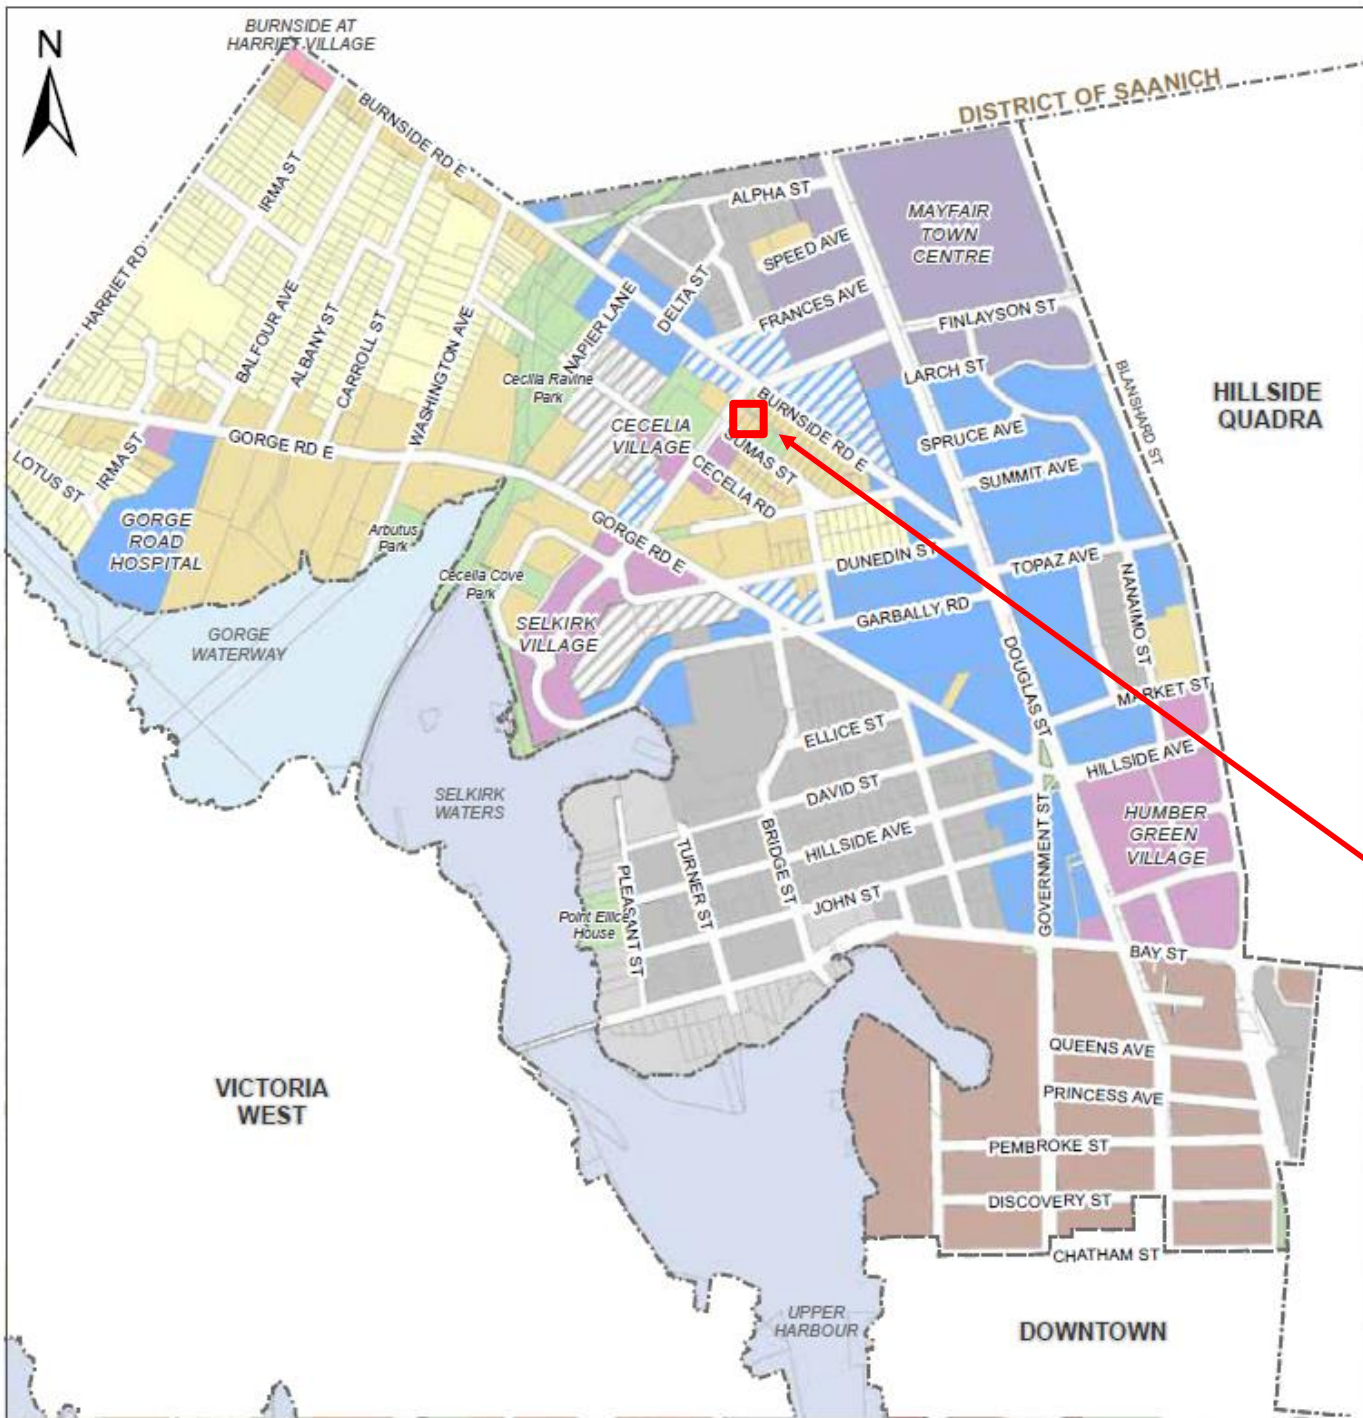 BURNSIDE AT
HARRIET VILLAGE
N
DISTRICT OF SAANICH
BURNSIDE RD E
IRMA ST
ALPHA ST
MAYFAIR
TOWN
CENTRE
SPEED AVE
HARRIET RD
DELTA ST
NAPIER LANE
FRANCES AVE
FINLAYSON ST
BALFOUR AVE
ALBANY ST
CARROLL ST
WASHINGTON AVE
Cecilia Ravine
Park
LARCH ST
BLANSHARD ST
HILLSIDE
QUADRA
BURNSIDE RD E
CECELIA
VILLAGE
SUMAS ST
SPRUCE AVE
GORGE RD E
CECELIA RD
SUMMIT AVE
LOTUS ST
IRMA ST
GORGE
ROAD
HOSPITAL
Arbutus
Park
GORGE RD E
DUNEDIN ST
TOPAZ AVE
NANAIMO ST
Cecelia Cove
Park
GARBALLY RD
SELKIRK
VILLAGE
GORGE
WATERWAY
DOUGLAS ST
MARKET ST
ELLICE ST
HILLSIDE AVE
DAVID ST
SELKIRK
WATERS
HUMBER
GREEN
VILLAGE
HILLSIDE AVE
BRIDGE ST
TURNER ST
GOVERNMENT ST
PLEASANT ST
JOHN ST
Point Ellice
House
BAY ST
QUEENS AVE
VICTORIA
WEST
PRINCESS AVE
PEMBROKE ST
DISCOVERY ST
CHATHAM ST
UPPER
HARBOUR
DOWNTOWN